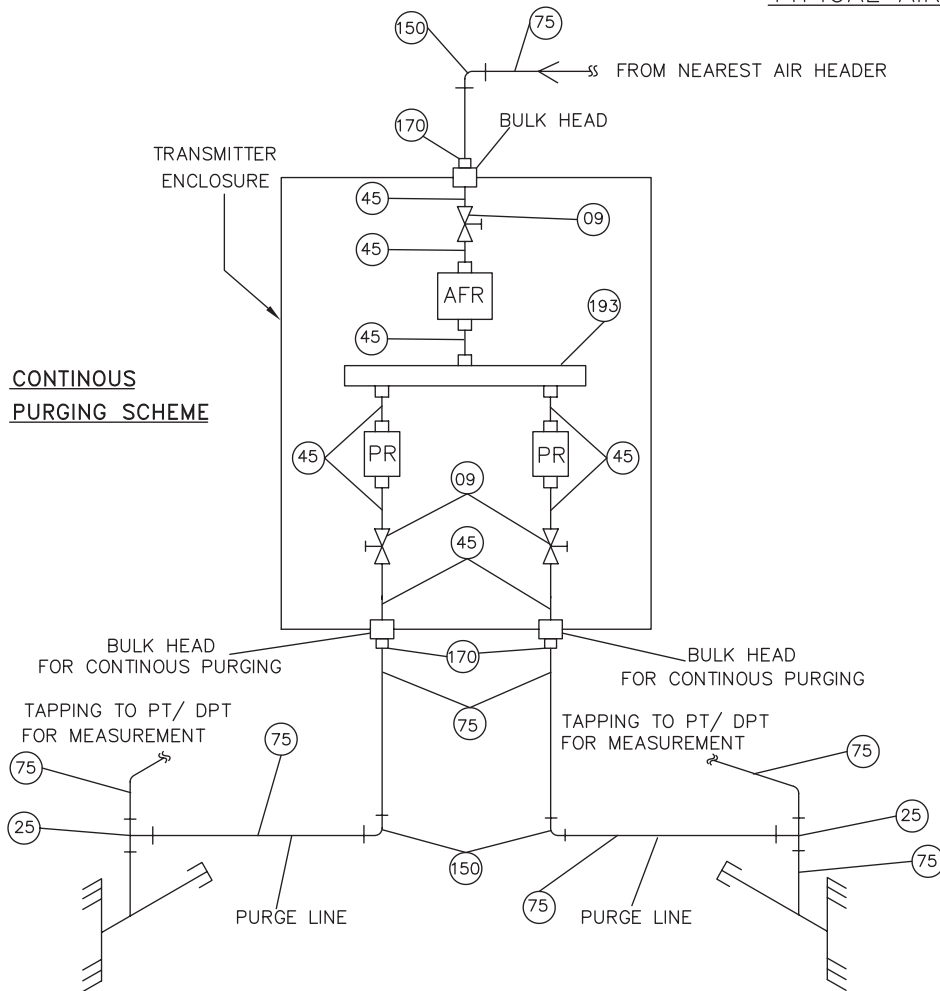 TYPICAL AIR
150
75
FROM NEAREST AIR HEADER
170
BULK HEAD
TRANSMITTER
ENCLOSURE
45
09
45
AFR
193
45
CONTINOUS
PURGING SCHEME
45
PR
PR
45
09
45
BULK HEAD
FOR CONTINOUS PURGING
170
BULK HEAD
FOR CONTINOUS PURGING
TAPPING TO PT/ DPT
FOR MEASUREMENT
75
TAPPING TO PT/ DPT
FOR MEASUREMENT
75
75
75
25
25
75
150
75
PURGE LINE
PURGE LINE